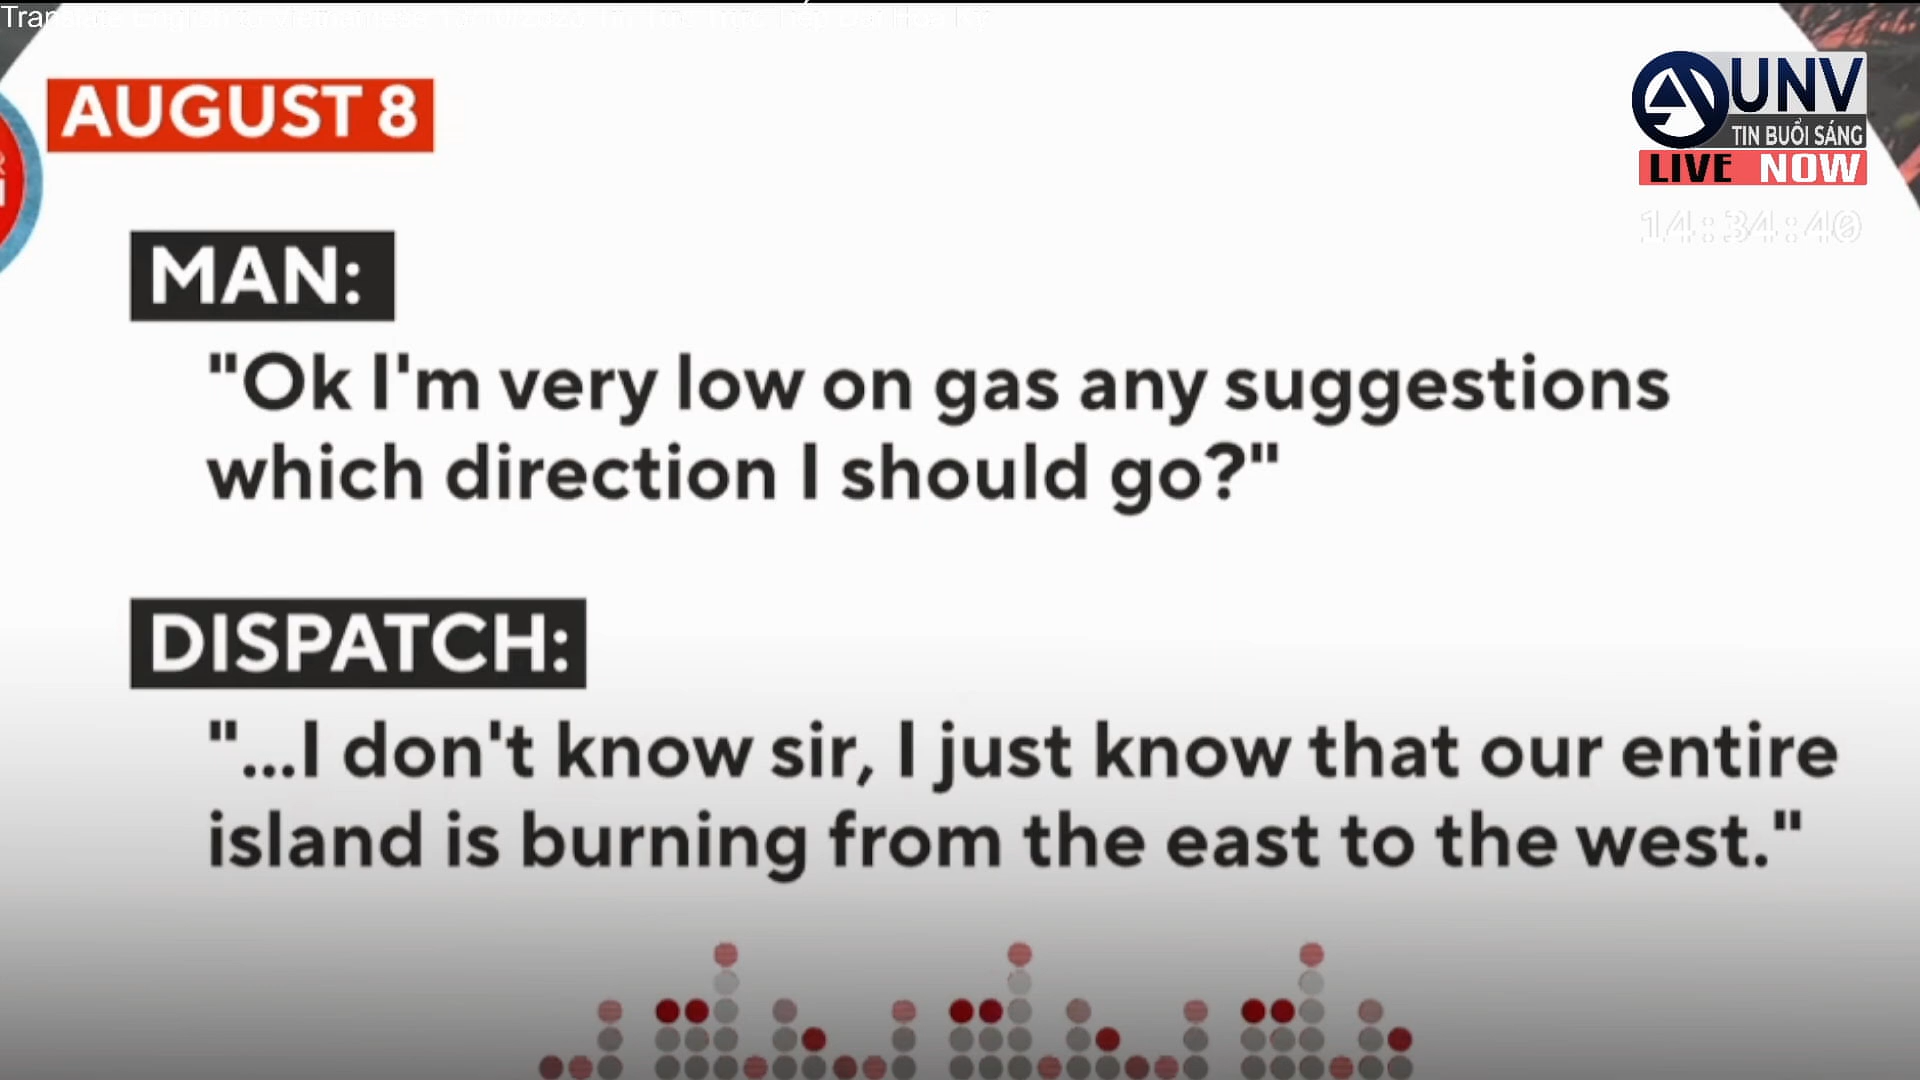 AUGUST 8
UNV
TIN BUỔI SÁNG
LIVE NOW
14:34:40
MAN:
"Ok I'm very low on gas any suggestions
which direction I should go?"
DISPATCH:
"...I don't know sir, I just know that our entire
island is burning from the east to the west."